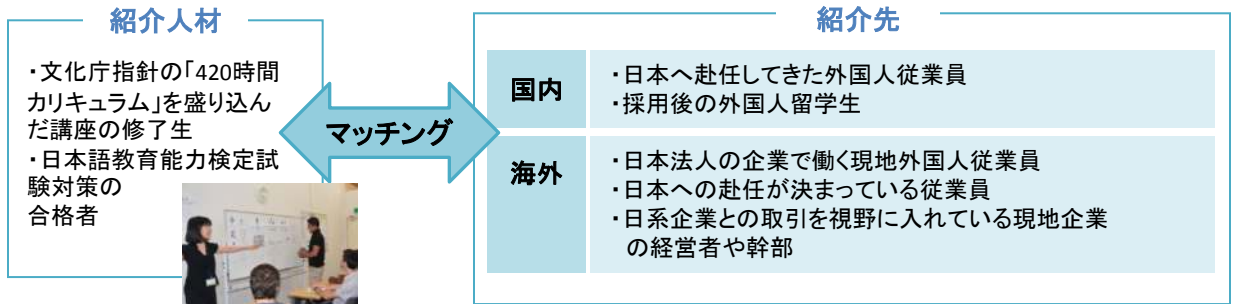 紹介人材
・文化庁指針の「420時間
カリキュラム」を盛り込ん
だ講座の修了生
・日本語教育能力検定試
験対策の
合格者
マッチング
紹介先
国内
・日本へ赴任してきた外国人従業員
・採用後の外国人留学生
海外
・日本法人の企業で働く現地外国人従業員
・日本への赴任が決まっている従業員
・日系企業との取引を視野に入れている現地企業
の経営者や幹部